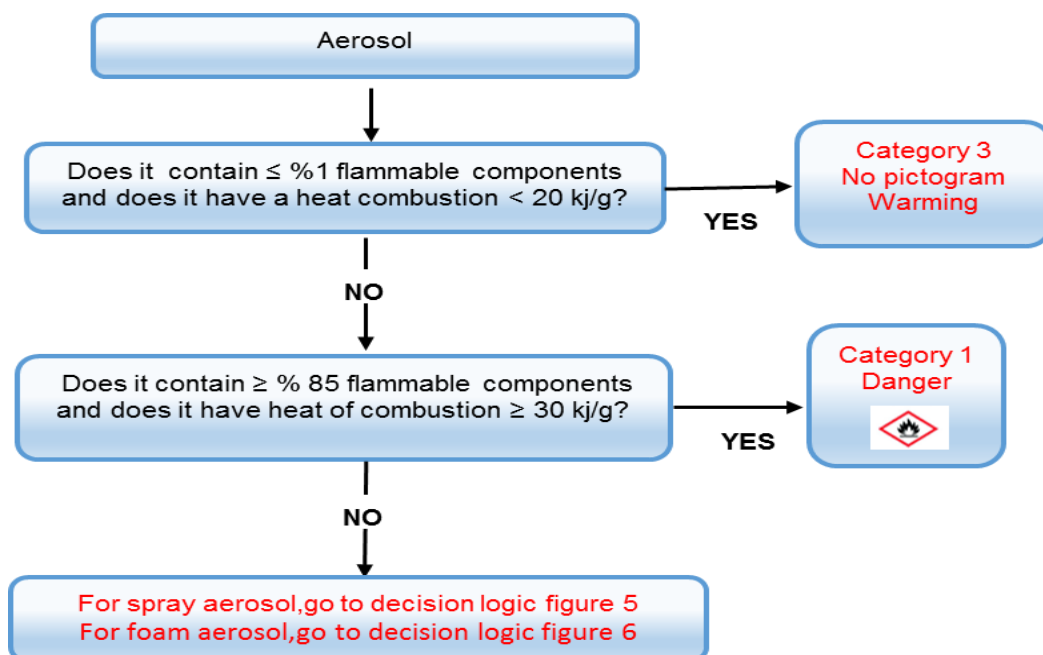 Aerosol
Does it contain ≤ %1 flammable components
and does it have a heat combustion < 20 kj/g?
Category 3
No pictogram
Warming
YES
NO
Does it contain ≥ % 85 flammable components
and does it have heat of combustion ≥ 30 kj/g?
Category 1
Danger
YES
NO
For spray aerosol,go to decision logic figure 5
For foam aerosol,go to decision logic figure 6